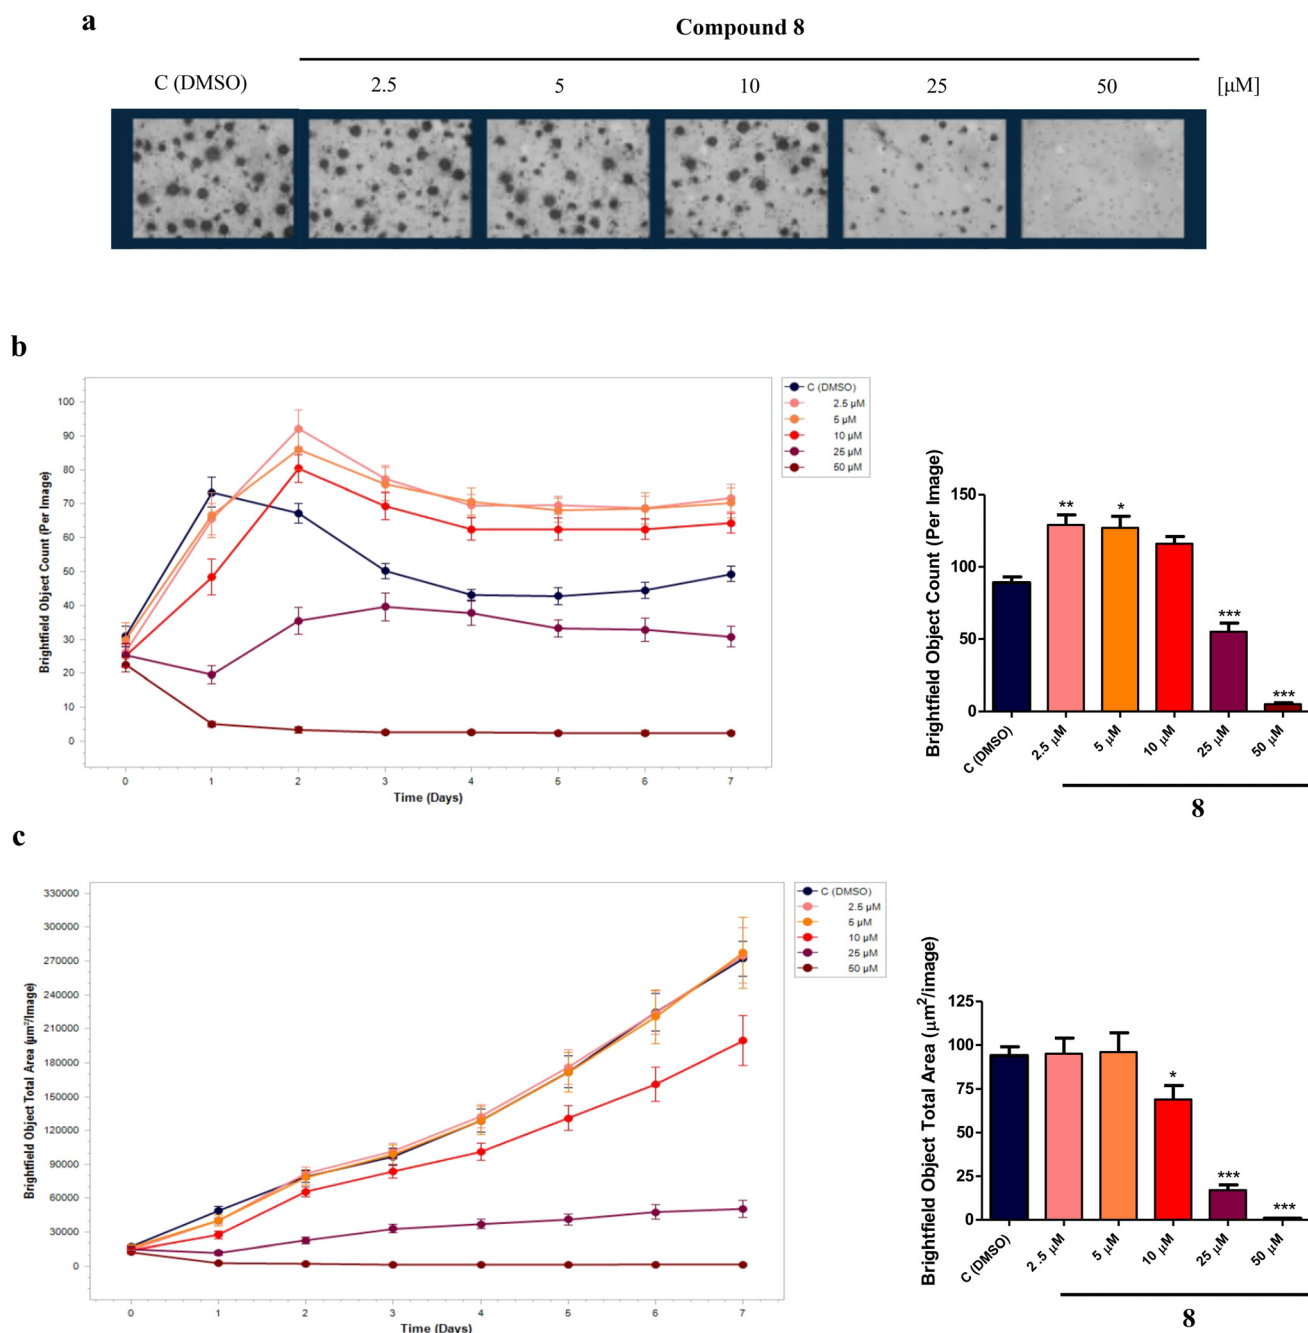 a
Compound 8
C (DMSO) 2.5 5 10 25 50 [μM]
b
Brightfield Object Count (Per Image)
100
90
80
70
60
50
40
30
20
10
0
0 1 2 3 4 5 6 7
Time (Days)
C (DMSO)
2.5 μM
5 μM
10 μM
25 μM
50 μM
Brightfield Object Count (Per Image)
150
100
50
0
** * *** ***
C (DMSO) 2.5 μM 5 μM 10 μM 25 μM 50 μM
8
c
Brightfield Object Total Area (μm²/Image)
330000
300000
270000
240000
210000
180000
150000
120000
90000
60000
30000
0
0 1 2 3 4 5 6 7
Time (Days)
C (DMSO)
2.5 μM
5 μM
10 μM
25 μM
50 μM
Brightfield Object Total Area (μm²/image)
125
100
75
50
25
0
* *** ***
C (DMSO) 2.5 μM 5 μM 10 μM 25 μM 50 μM
8